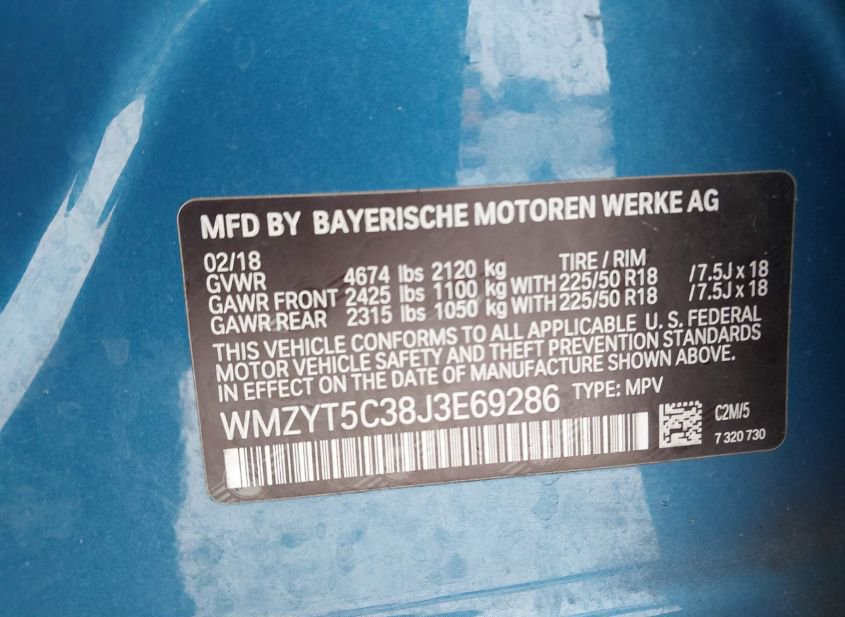 MFD BY BAYERISCHE MOTOREN WERKE AG
02/18 TIRE / RIM
GVWR 4674 lbs 2120 kg
GAWR FRONT 2425 lbs 1100 kg WITH 225/50 R18 /7.5J x 18
GAWR REAR 2315 lbs 1050 kg WITH 225/50 R18 /7.5J x 18
THIS VEHICLE CONFORMS TO ALL APPLICABLE U.S. FEDERAL
MOTOR VEHICLE SAFETY AND THEFT PREVENTION STANDARDS
IN EFFECT ON THE DATE OF MANUFACTURE SHOWN ABOVE.
WMZYT5C38J3E69286 TYPE: MPV
C2M/5
7 320 730